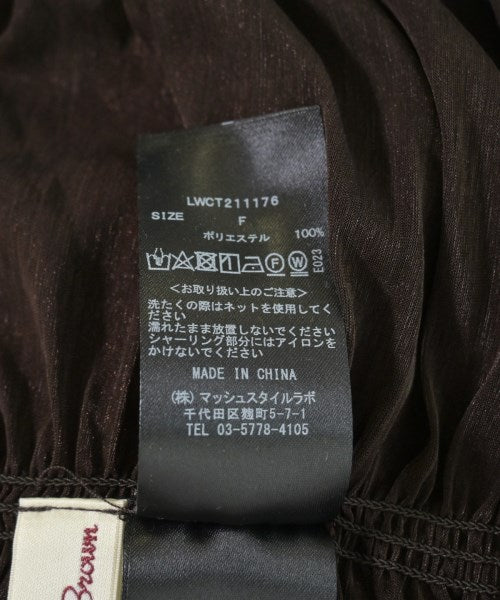 LWCT211176
SIZE F
ポリエステル 100%
E023
<お取り扱い上のご注意>
洗たくの際はネットを使用してく
ださい
濡れたまま放置しないでください
シャーリング部分にはアイロンを
かけないでください
MADE IN CHINA
(株) マッシュスタイルラボ
千代田区麹町5-7-1
TEL 03-5778-4105
Brown